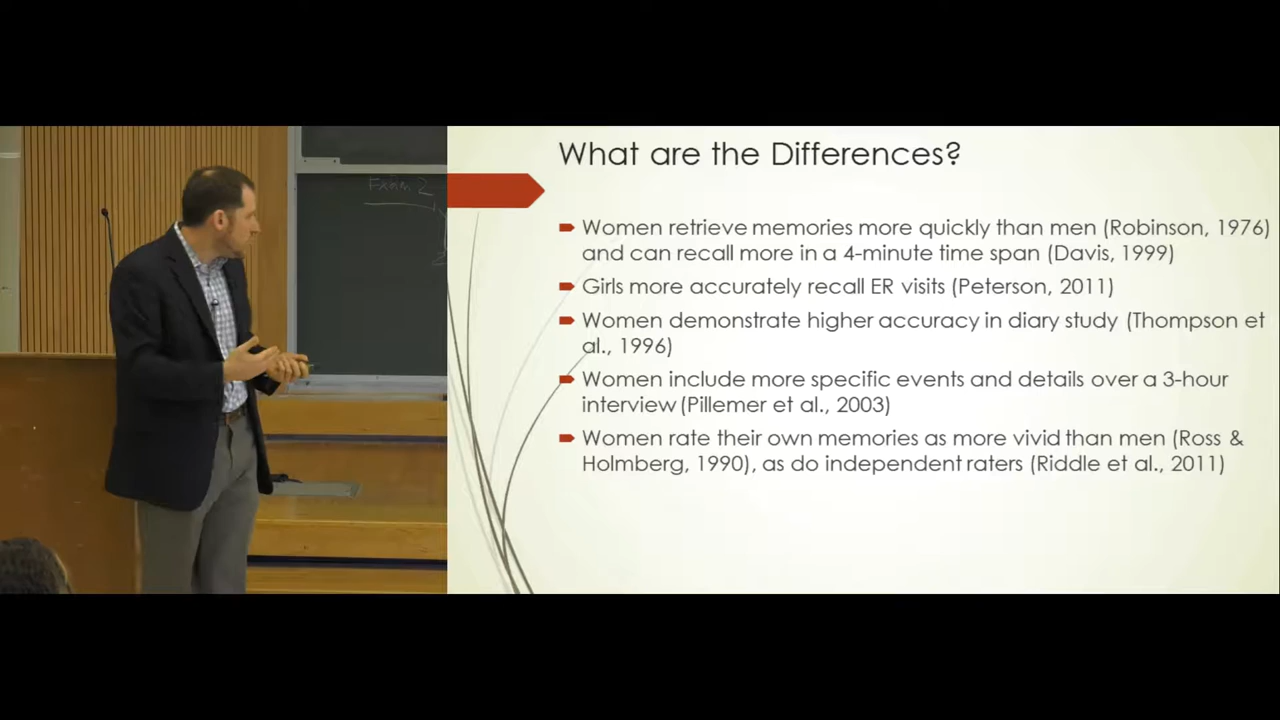 Exam 2
What are the Differences?
Women retrieve memories more quickly than men (Robinson, 1976)
and can recall more in a 4-minute time span (Davis, 1999)
Girls more accurately recall ER visits (Peterson, 2011)
Women demonstrate higher accuracy in diary study (Thompson et
al., 1996)
Women include more specific events and details over a 3-hour
interview (Pillemer et al., 2003)
Women rate their own memories as more vivid than men (Ross &
Holmberg, 1990), as do independent raters (Riddle et al., 2011)